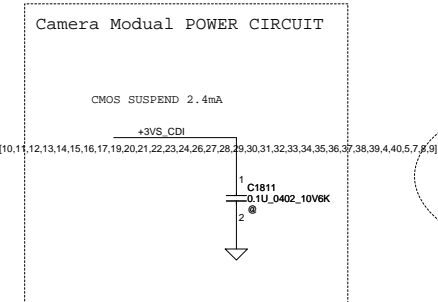 Camera Modual POWER CIRCUIT
CMOS SUSPEND 2.4mA
+3VS_CDI
[10,11,12,13,14,15,16,17,19,20,21,22,23,24,26,27,28,29,30,31,32,33,34,35,36,37,38,39,4,40,5,7,8,9]
1
C1811
0.1U_0402_10V6K
@
2